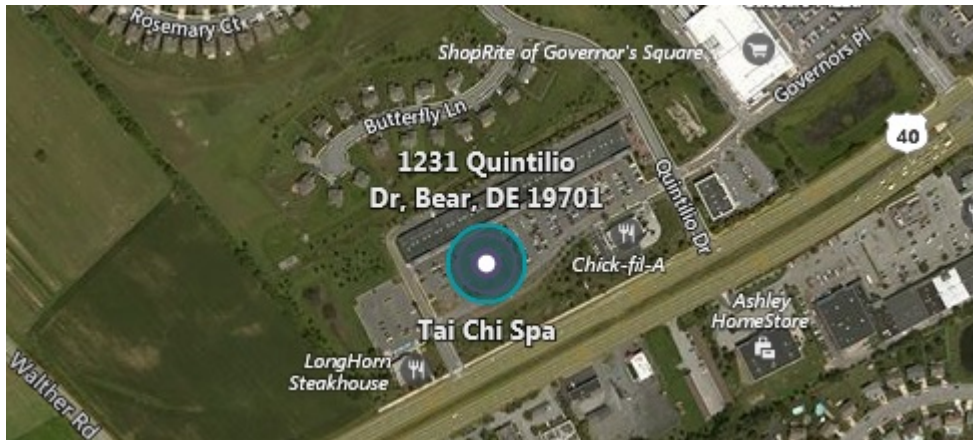 Rosemary Ct.
ShopRite of Governor's Square
Governors Pl
40
Butterfly Ln
1231 Quintilio
Dr, Bear, DE 19701
Quintilio Dr
Chick-fil-A
Tai Chi Spa
Ashley
HomeStore
LongHorn
Steakhouse
Walther Rd